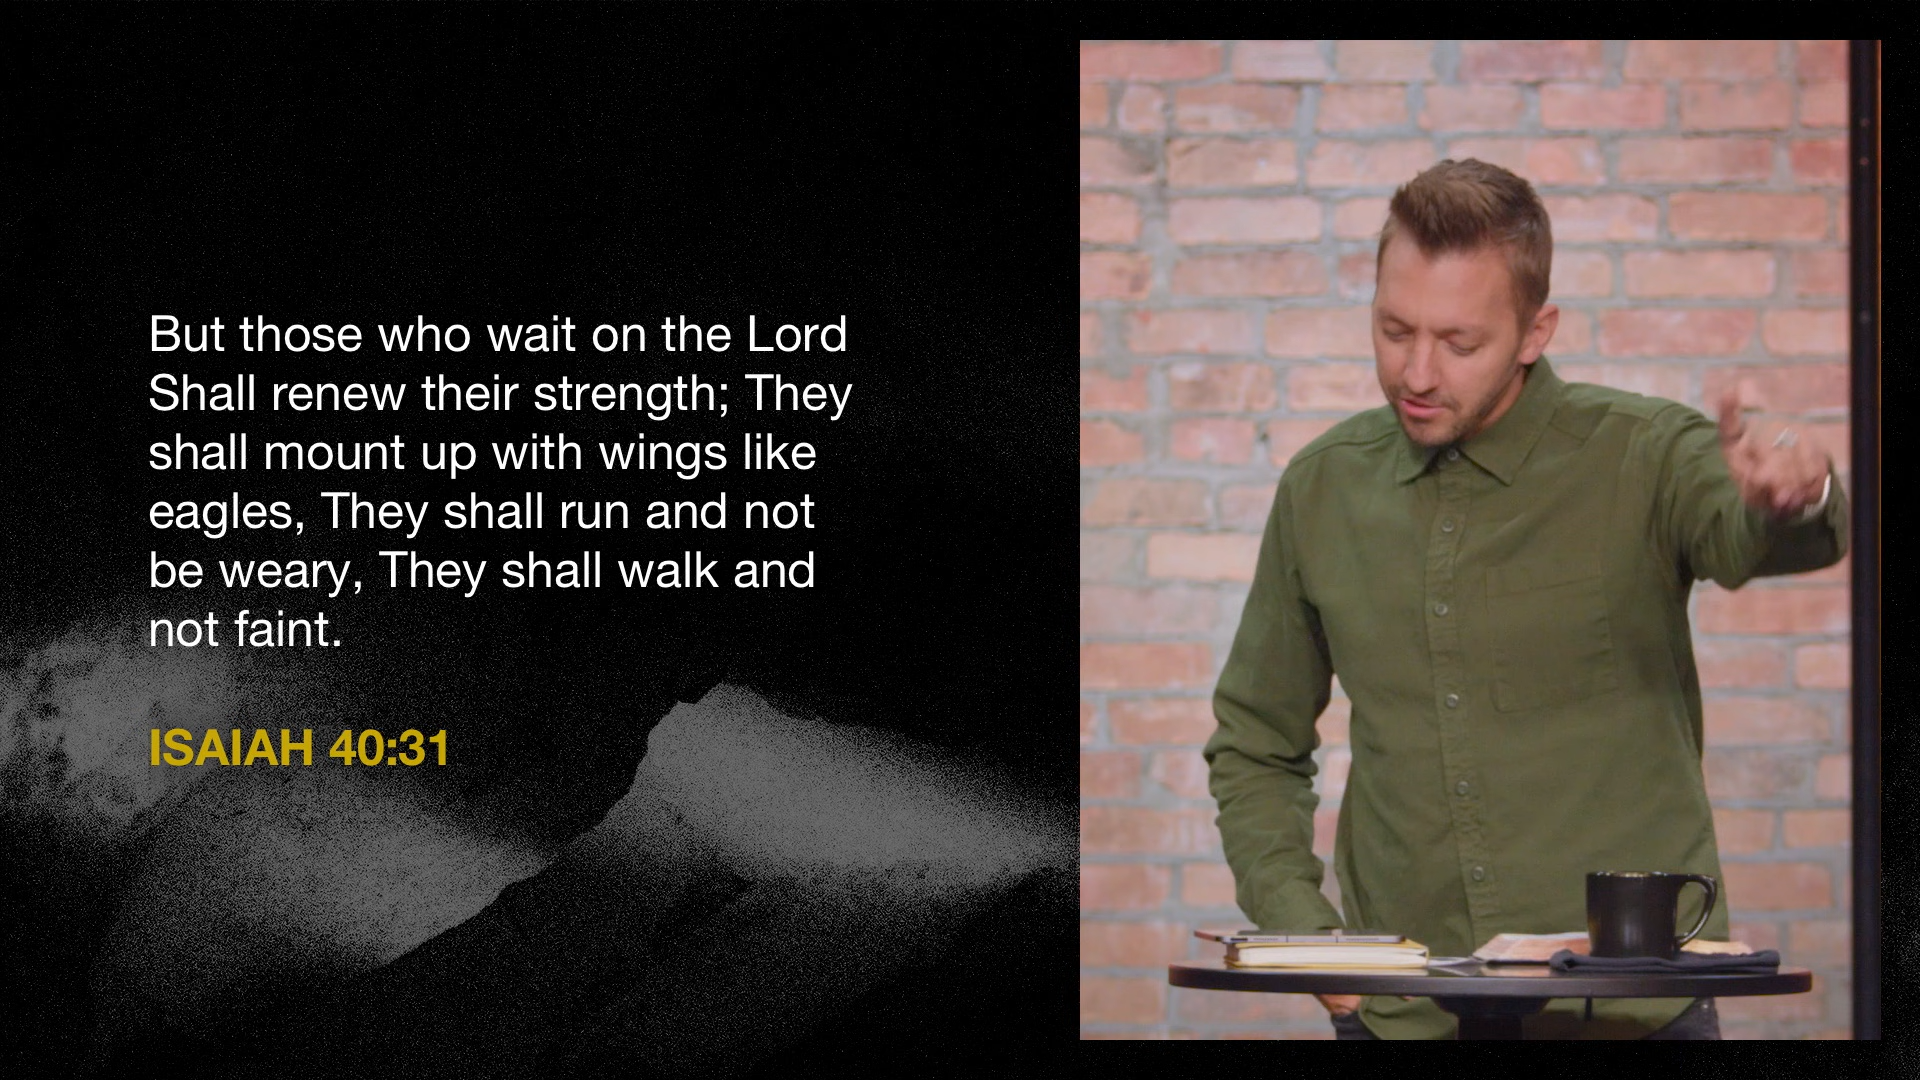 But those who wait on the Lord
Shall renew their strength; They
shall mount up with wings like
eagles, They shall run and not
be weary, They shall walk and
not faint.
ISAIAH 40:31